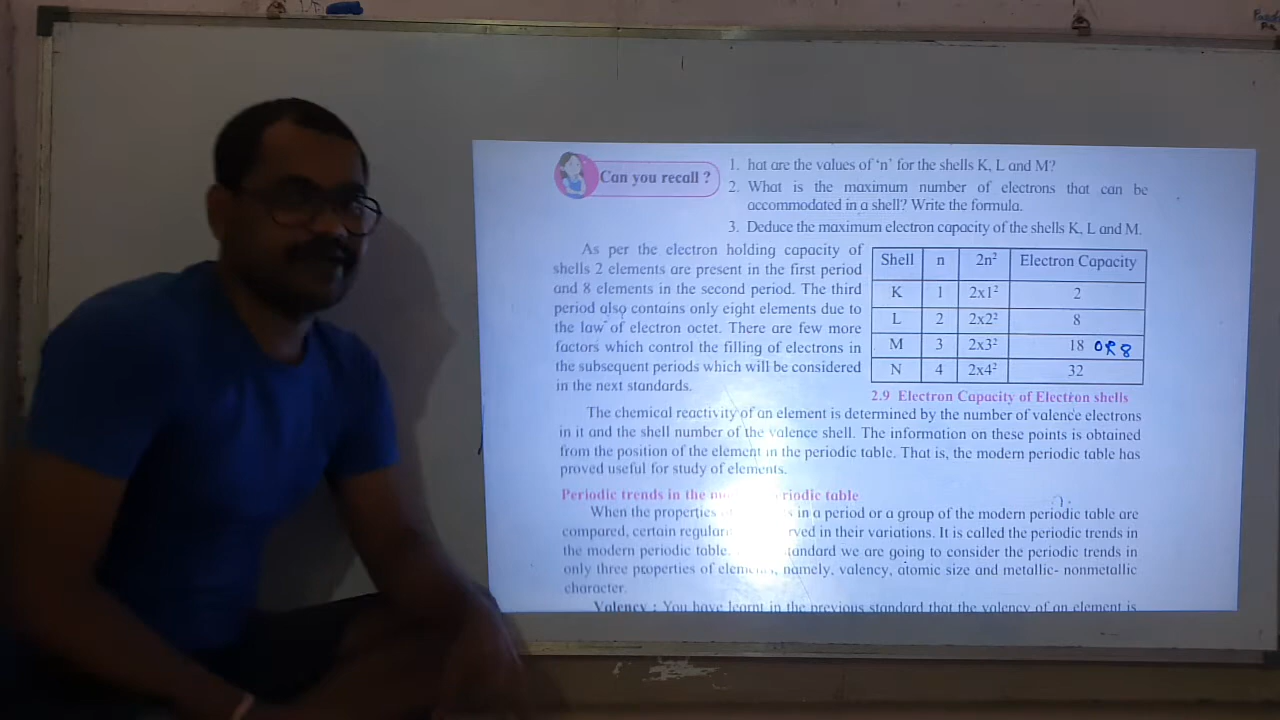 Can you recall ?
1. hat are the values of ‘n’ for the shells K, L and M?
2. What is the maximum number of electrons that can be
accommodated in a shell? Write the formula.
3. Deduce the maximum electron capacity of the shells K, L and M.
As per the electron holding capacity of
shells 2 elements are present in the first period
and 8 elements in the second period. The third
period also contains only eight elements due to
the law of electron octet. There are few more
factors which control the filling of electrons in
the subsequent periods which will be considered
in the next standards.
Shell n 2n² Electron Capacity
K 1 2x1² 2
L 2 2x2² 8
M 3 2x3² 18 OR 8
N 4 2x4² 32
2.9 Electron Capacity of Electron shells
The chemical reactivity of an element is determined by the number of valence electrons
in it and the shell number of the valence shell. The information on these points is obtained
from the position of the element in the periodic table. That is, the modern periodic table has
proved useful for study of elements.
Periodic trends in the riodic table
When the properties in a period or a group of the modern periodic table are
compared, certain regular rved in their variations. It is called the periodic trends in
the modern periodic table. tandard we are going to consider the periodic trends in
only three properties of elem namely, valency, atomic size and metallic- nonmetallic
character.
Valency : You have learnt in the previous standard that the valency of an element is